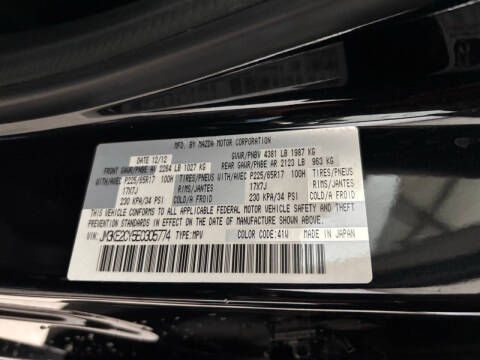 MFD. BY MAZDA MOTOR CORPORATION
DATE 12/12 GVWR/PNBV 4381 LB 1987 KG
FRONT GAWR/PNBE AV 2264 LB 1027 KG REAR GAWR/PNBE AR 2123 LB 963 KG
WITH/AVEC P225/65R17 100H TIRES/PNEUS WITH/AVEC P225/65R17 100H TIRES/PNEUS
17X7J RIMS/JANTES 17X7J RIMS/JANTES
230 KPA/34 PSI COLD/A FROID 230 KPA/34 PSI COLD/A FROID
THIS VEHICLE CONFORMS TO ALL APPLICABLE FEDERAL MOTOR VEHICLE SAFETY AND THEFT PREVENTION
STANDARDS IN EFFECT ON THE DATE OF MANUFACTURE SHOWN ABOVE.
VIN: JM3KE2CY5E0305774 TYPE: MPV COLOR CODE: 41W MADE IN JAPAN